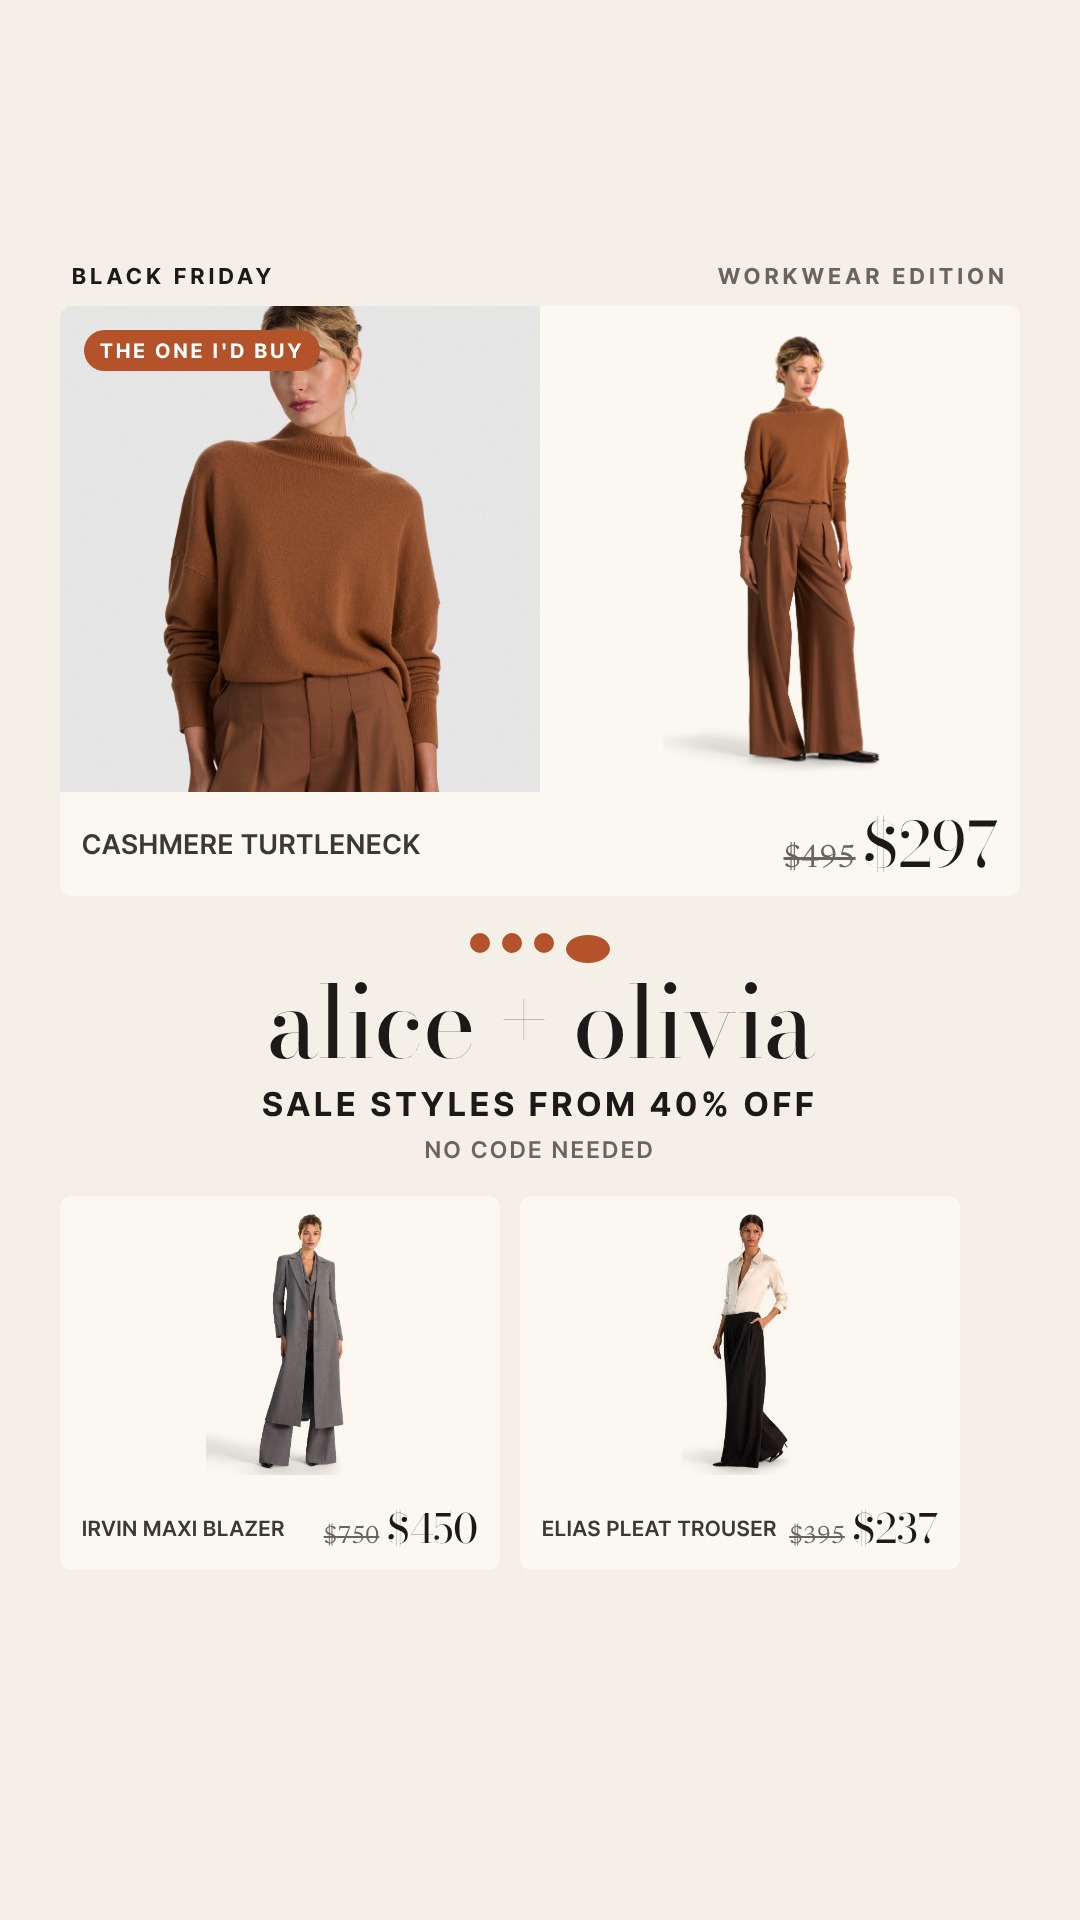 BLACK FRIDAY
WORKWEAR EDITION
THE ONE I'D BUY
CASHMERE TURTLENECK
$495 $297
alice + olivia
SALE STYLES FROM 40% OFF
NO CODE NEEDED
IRVIN MAXI BLAZER $750 $450
ELIAS PLEAT TROUSER $395 $237